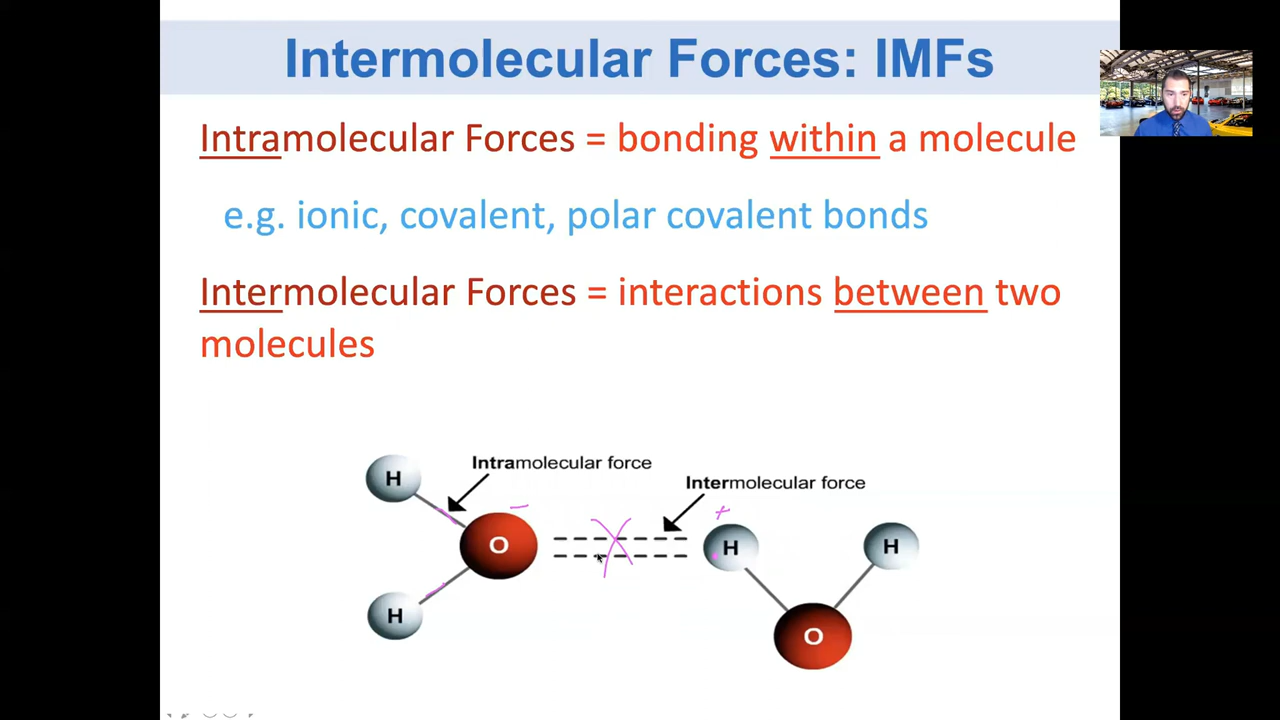 Intermolecular Forces: IMFs
Intramolecular Forces = bonding within a molecule
e.g. ionic, covalent, polar covalent bonds
Intermolecular Forces = interactions between two
molecules
Intramolecular force
Intermolecular force
H
O
H
H
H
O
−
+